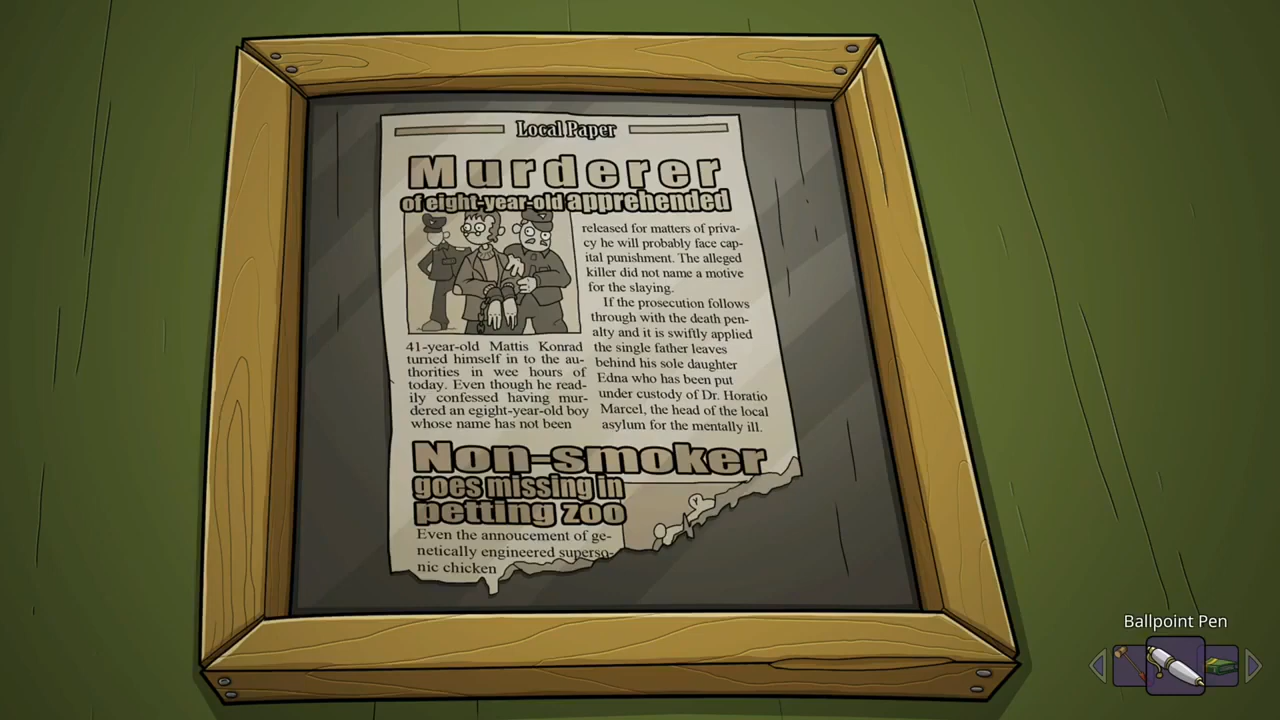 Local Paper
Murderer
of eight-year-old apprehended
41-year-old Mattis Konrad
turned himself in to the au-
thorities in wee hours of
today. Even though he read-
ily confessed having mur-
dered an egight-year-old boy
whose name has not been
released for matters of priva-
cy he will probably face cap-
ital punishment. The alleged
killer did not name a motive
for the slaying.
If the prosecution follows
through with the death pen-
alty and it is swiftly applied
the single father leaves
behind his sole daughter
Edna who has been put
under custody of Dr. Horatio
Marcel, the head of the local
asylum for the mentally ill.
Non-smoker
goes missing in
petting zoo
Even the annoucement of ge-
netically engineered superso-
nic chicken
Ballpoint Pen